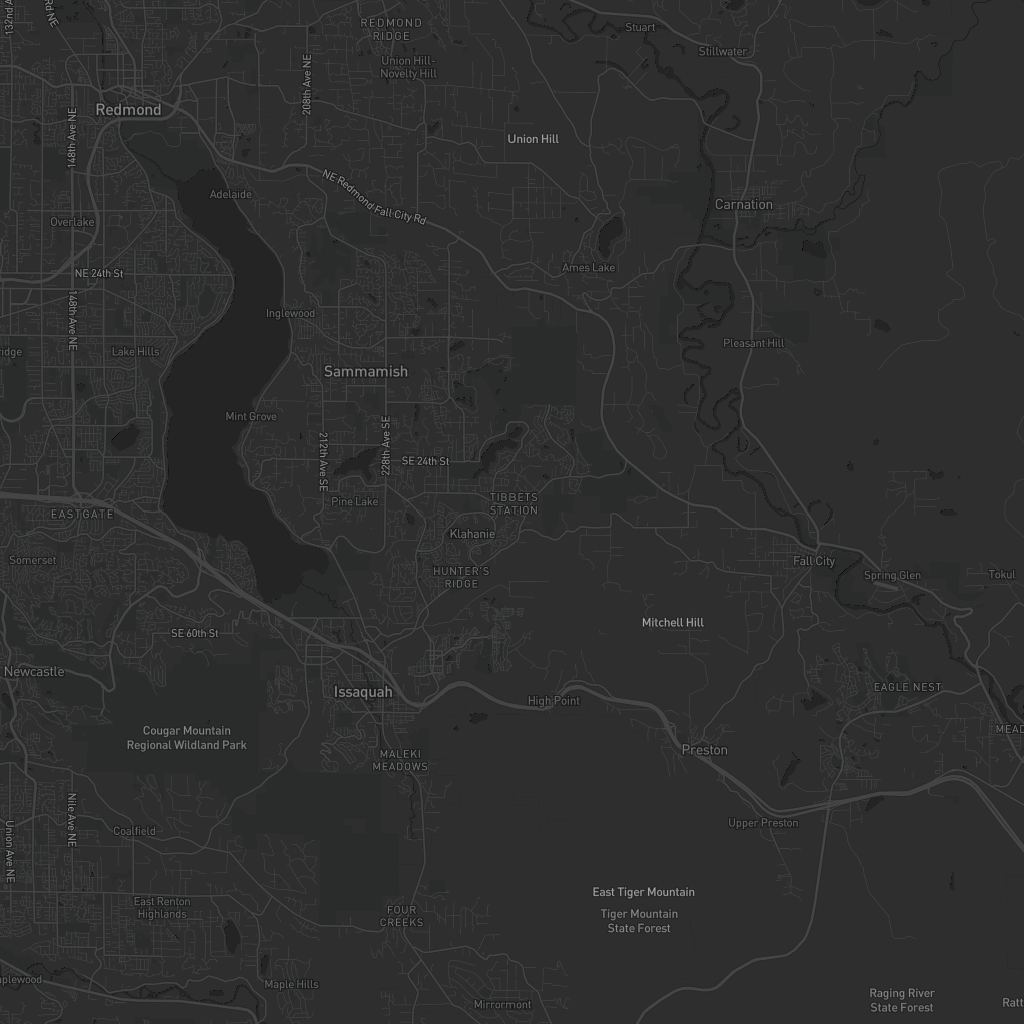 132nd A
Rd NE
REDMOND
RIDGE
Stuart
Stillwater
Union Hill-
Novelty Hill
208th Ave NE
Redmond
148th Ave NE
Union Hill
Adelaide
NE Redmond Fall City Rd
Carnation
Overlake
NE 24th St
Ames Lake
148th Ave NE
Inglewood
ridge
Lake Hills
Pleasant Hill
Sammamish
Mint Grove
212th Ave SE
228th Ave SE
SE 24th St
Pine Lake
TIBBETS
STATION
EASTGATE
Klahanie
Somerset
HUNTER'S
RIDGE
Fall City
Spring Glen
Tokul
SE 60th St
Mitchell Hill
Newcastle
Issaquah
High Point
EAGLE NEST
Cougar Mountain
Regional Wildland Park
MEAD
MALEKI
MEADOWS
Preston
Nile Ave NE
Union Ave NE
Coalfield
Upper Preston
East Renton
Highlands
FOUR
CREEKS
East Tiger Mountain
Tiger Mountain
State Forest
aplewood
Maple Hills
Mirrormont
Raging River
State Forest
Ratt